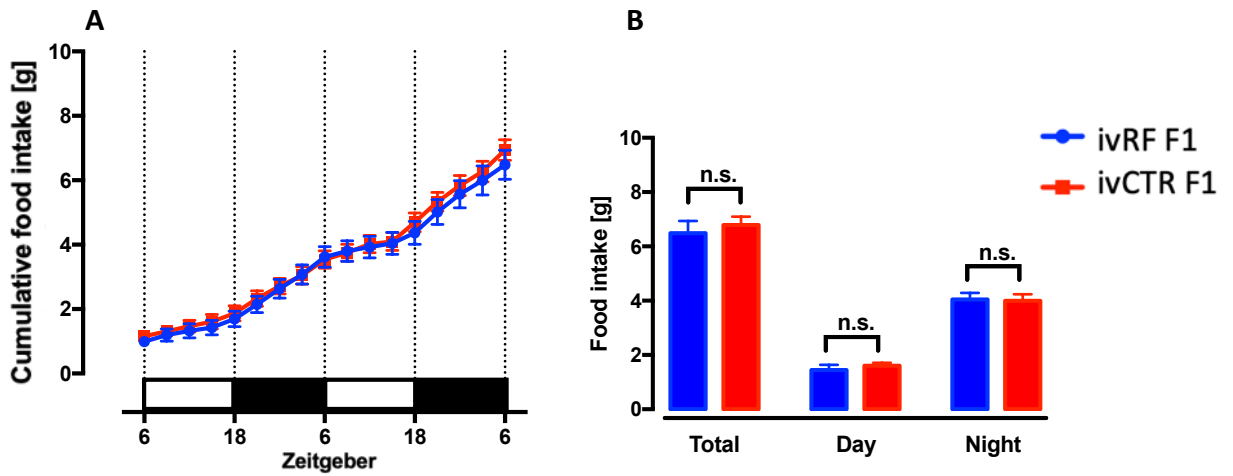 A
Cumulative food intake [g]
10
8
6
4
2
0
6
18
6
18
6
Zeitgeber
B
Food intake [g]
10
8
6
4
2
0
n.s.
n.s.
n.s.
Total
Day
Night
ivRF F1
ivCTR F1